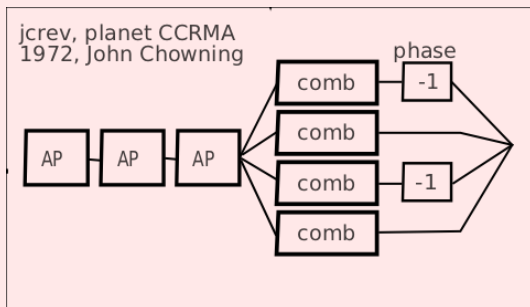 jcrev, planet CCRMA
1972, John Chowning
phase
comb
-1
comb
AP
AP
AP
comb
-1
comb